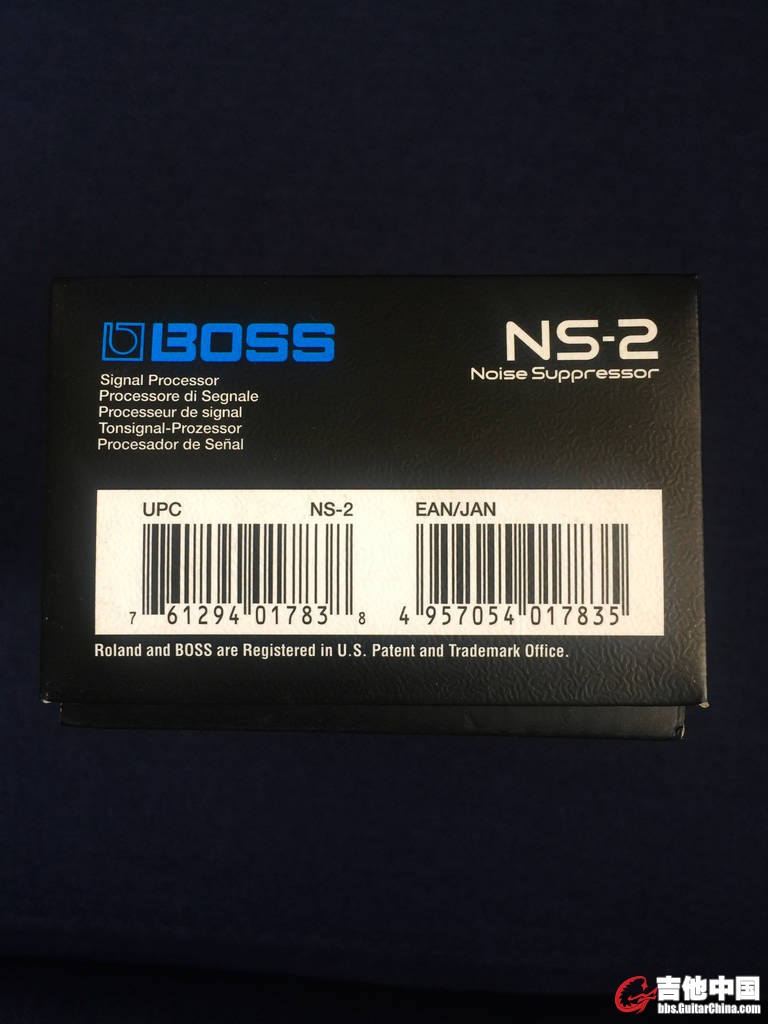 BOSS
NS-2
Noise Suppressor
Signal Processor
Processore di Segnale
Processeur de signal
Tonsignal-Prozessor
Procesador de Señal
UPC NS-2 EAN/JAN
7 61294 01783 8 4 957054 017835
Roland and BOSS are Registered in U.S. Patent and Trademark Office.
吉他中国
bbs.GuitarChina.com